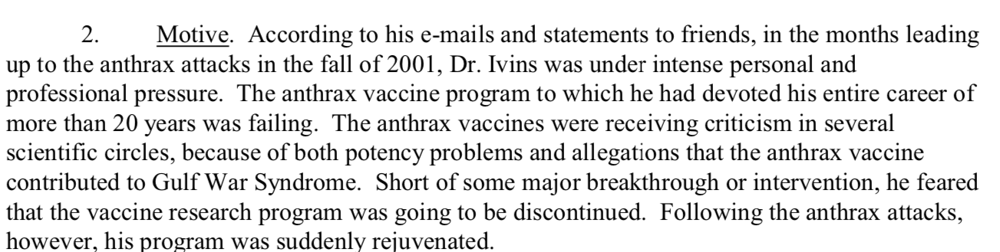 2. Motive. According to his e-mails and statements to friends, in the months leading
up to the anthrax attacks in the fall of 2001, Dr. Ivins was under intense personal and
professional pressure. The anthrax vaccine program to which he had devoted his entire career of
more than 20 years was failing. The anthrax vaccines were receiving criticism in several
scientific circles, because of both potency problems and allegations that the anthrax vaccine
contributed to Gulf War Syndrome. Short of some major breakthrough or intervention, he feared
that the vaccine research program was going to be discontinued. Following the anthrax attacks,
however, his program was suddenly rejuvenated.